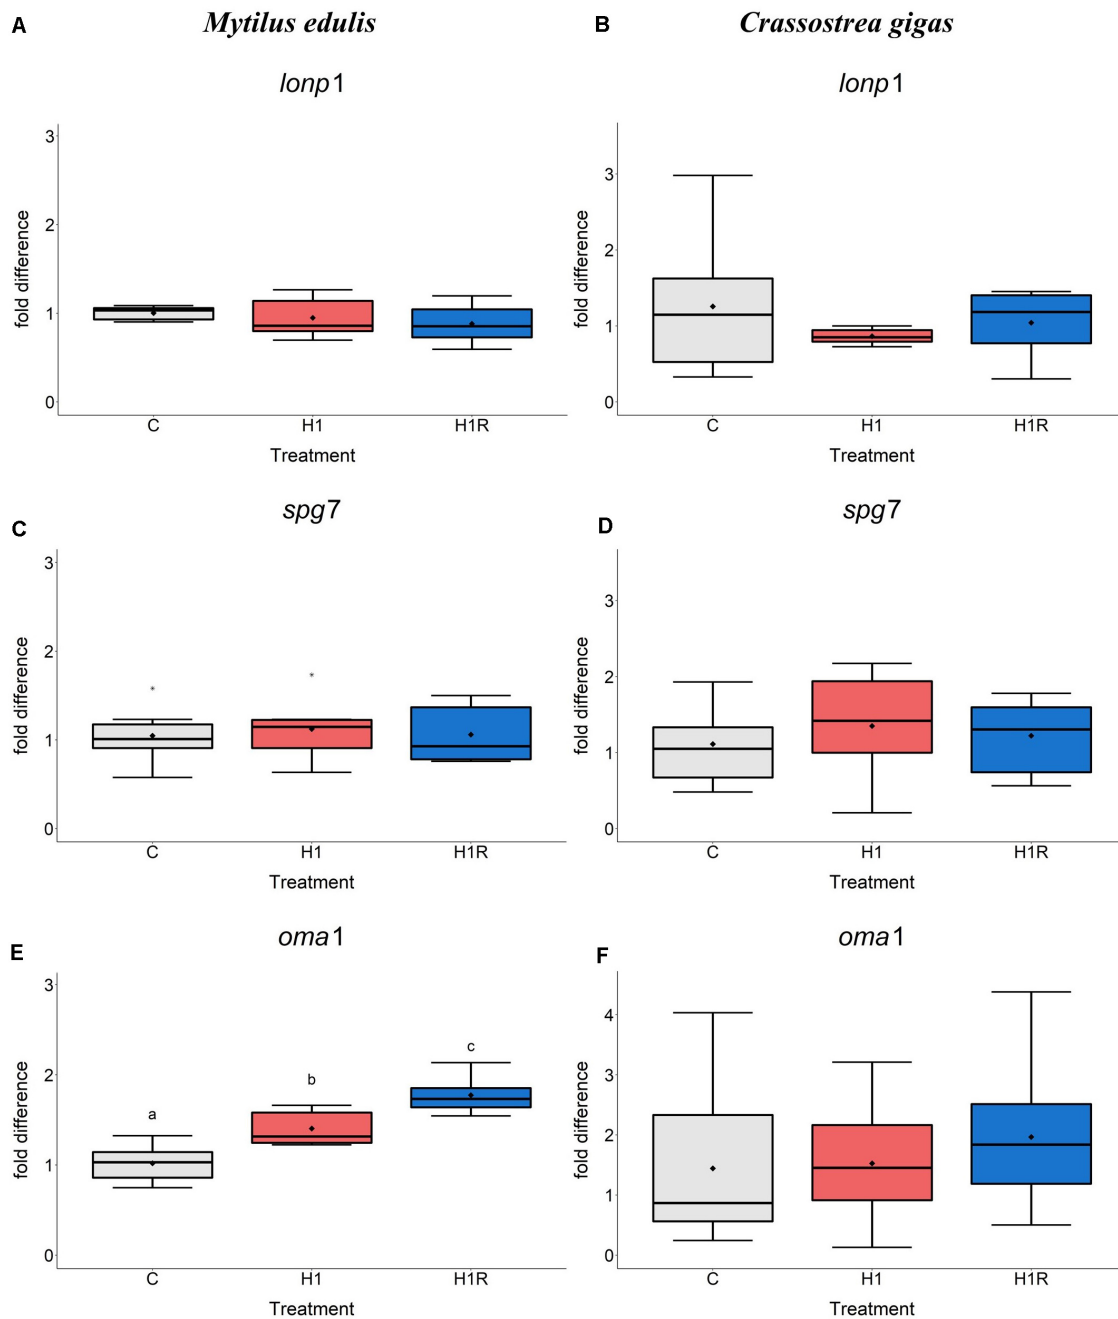 A Mytilus edulis
B Crassostrea gigas
lonp1
3
2
1
0
fold difference
C H1 H1R
Treatment
lonp1
3
2
1
0
fold difference
C H1 H1R
Treatment
C
spg7
3
2
1
0
fold difference
*
*
C H1 H1R
Treatment
D
spg7
3
2
1
0
fold difference
C H1 H1R
Treatment
E
oma1
3
2
1
0
fold difference
a
b
c
C H1 H1R
Treatment
F
oma1
4
3
2
1
0
fold difference
C H1 H1R
Treatment